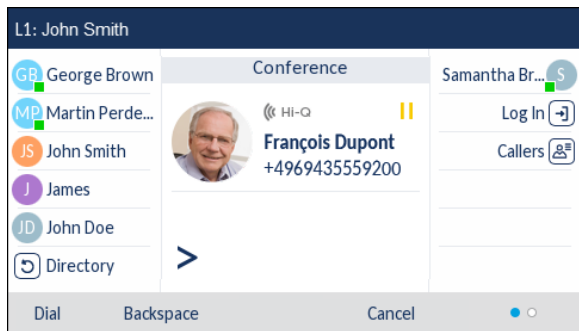 L1: John Smith
GB George Brown
MP Martin Perde...
JS John Smith
J James
JD John Doe
Directory
Conference
Hi-Q
François Dupont
+4969435559200
>
Samantha Br... S
Log In
Callers
Dial
Backspace
Cancel